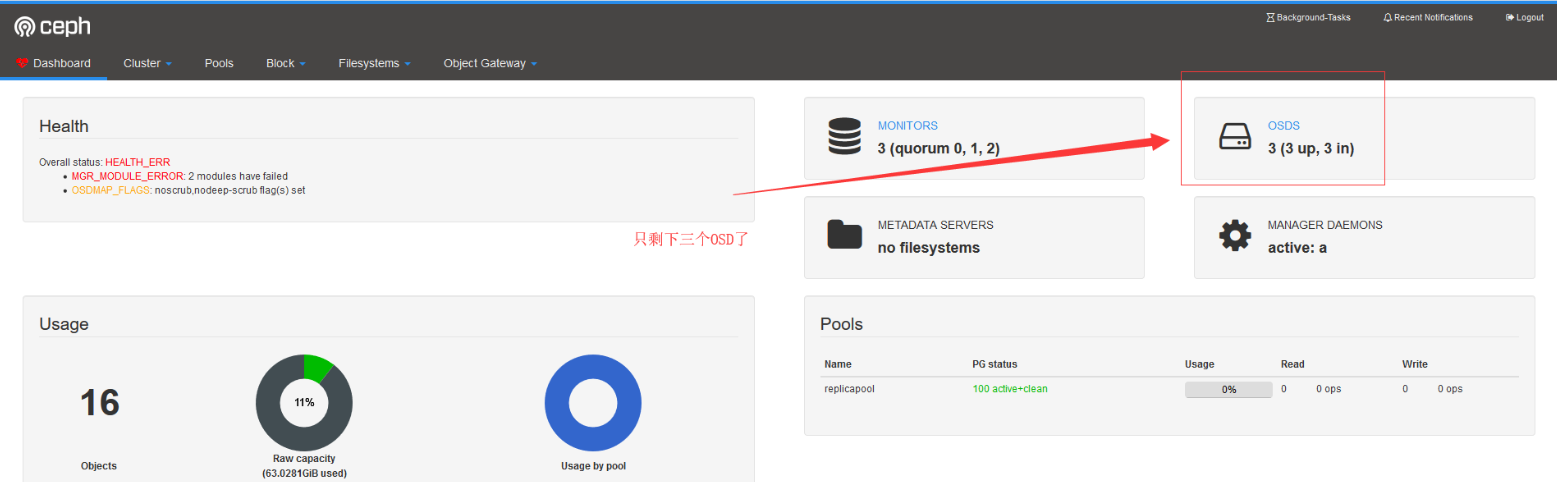 ceph
Background-Tasks
Recent Notifications
Logout
Dashboard
Cluster
Pools
Block
Filesystems
Object Gateway
Health
Overall status: HEALTH_ERR
MGR_MODULE_ERROR: 2 modules have failed
OSDMAP_FLAGS: noscrub,nodeep-scrub flag(s) set
MONITORS
3 (quorum 0, 1, 2)
OSDS
3 (3 up, 3 in)
只剩下三个OSD了
METADATA SERVERS
no filesystems
MANAGER DAEMONS
active: a
Usage
16
Objects
11%
Raw capacity
(63.0281GiB used)
Usage by pool
Pools
Name PG status Usage Read Write
replicapool 100 active+clean 0% 0 0 ops 0 0 ops